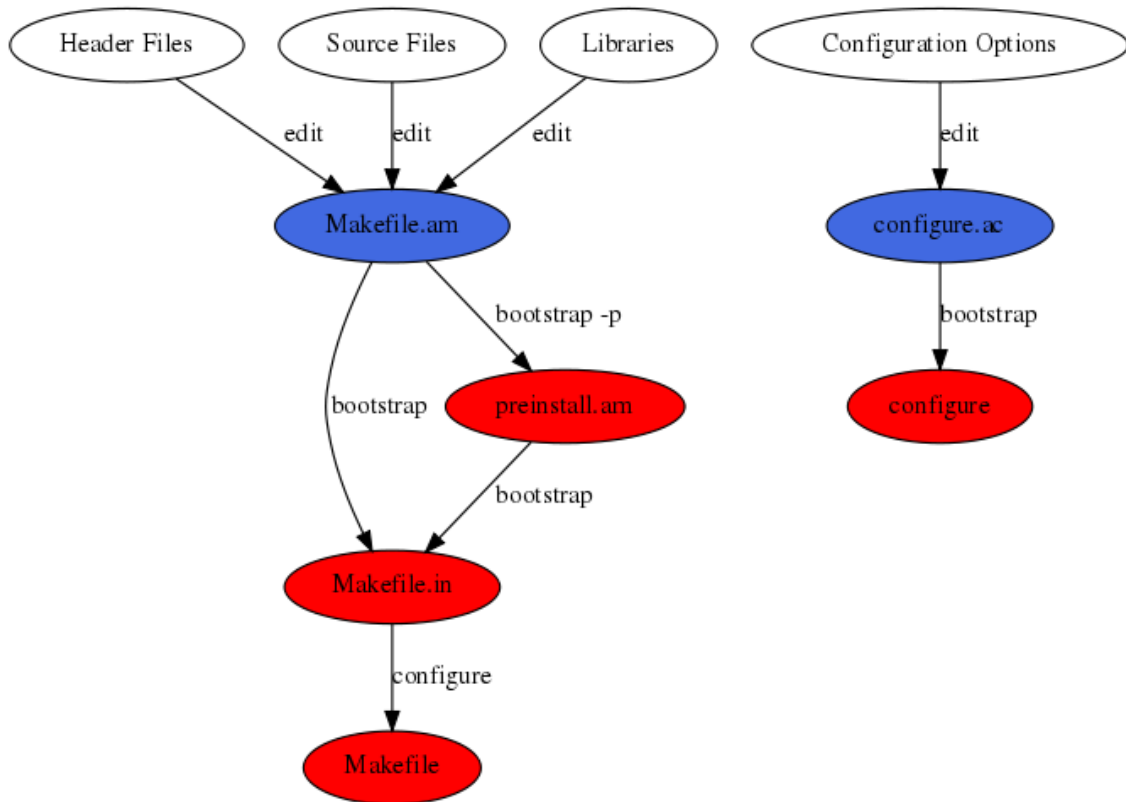 Header Files
Source Files
Libraries
Configuration Options
edit
edit
edit
edit
Makefile.am
configure.ac
bootstrap -p
bootstrap
bootstrap
preinstall.am
configure
bootstrap
Makefile.in
configure
Makefile